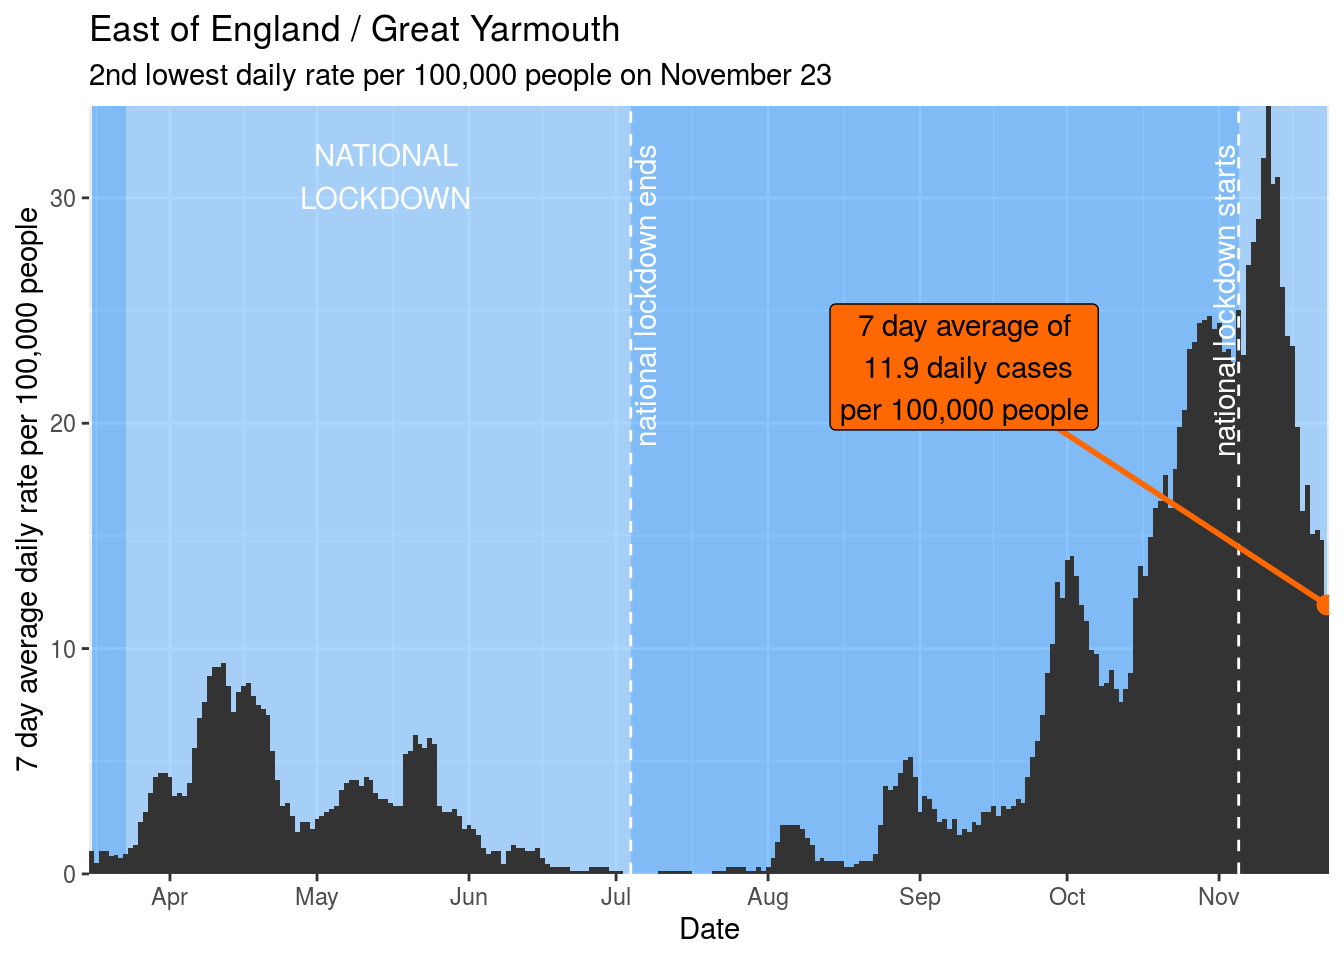 East of England / Great Yarmouth
2nd lowest daily rate per 100,000 people on November 23
7 day average daily rate per 100,000 people
30
20
10
0
NATIONAL
LOCKDOWN
national lockdown ends
7 day average of
11.9 daily cases
per 100,000 people
national lockdown starts
Apr
May
Jun
Jul
Aug
Sep
Oct
Nov
Date